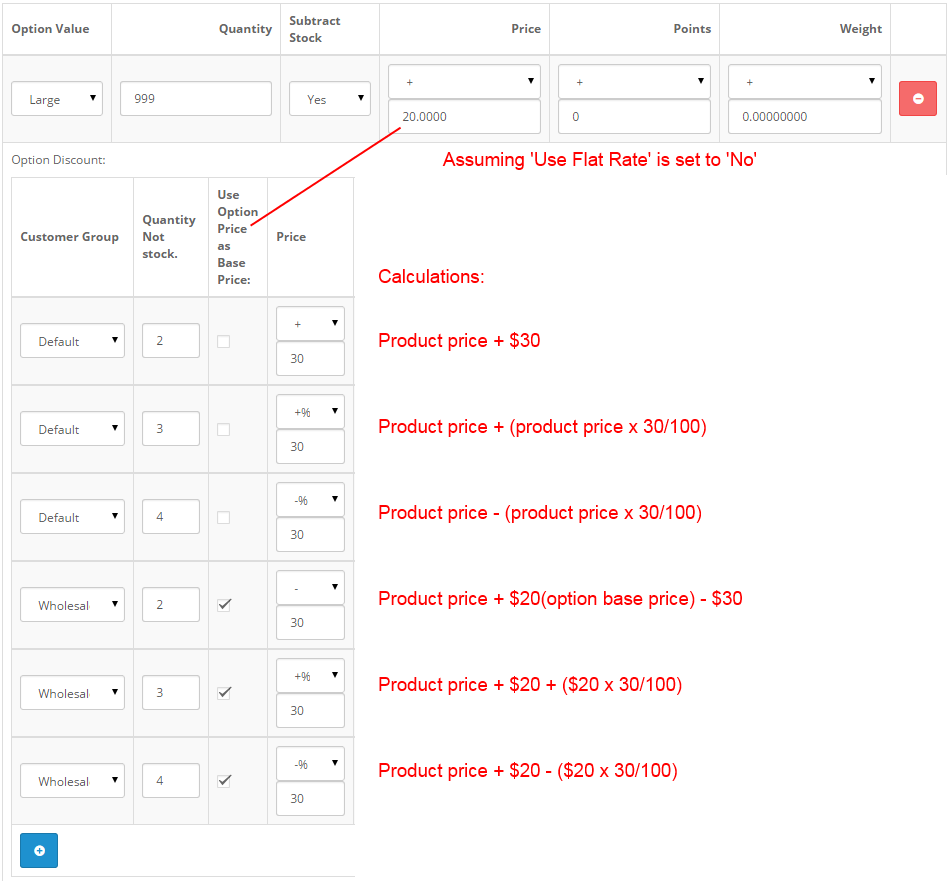 Option Value Quantity Subtract Stock Price Points Weight
Large 999 Yes + + +
20.0000 0 0.00000000
Option Discount:
Assuming 'Use Flat Rate' is set to 'No'
Customer Group
Quantity Not stock.
Use Option Price as Base Price:
Price
Calculations:
Default 2 +
30
Product price + $30
Default 3 +%
30
Product price + (product price x 30/100)
Default 4 -%
30
Product price - (product price x 30/100)
Wholesal 2 -
30
Product price + $20(option base price) - $30
Wholesal 3 +%
30
Product price + $20 + ($20 x 30/100)
Wholesal 4 -%
30
Product price + $20 - ($20 x 30/100)